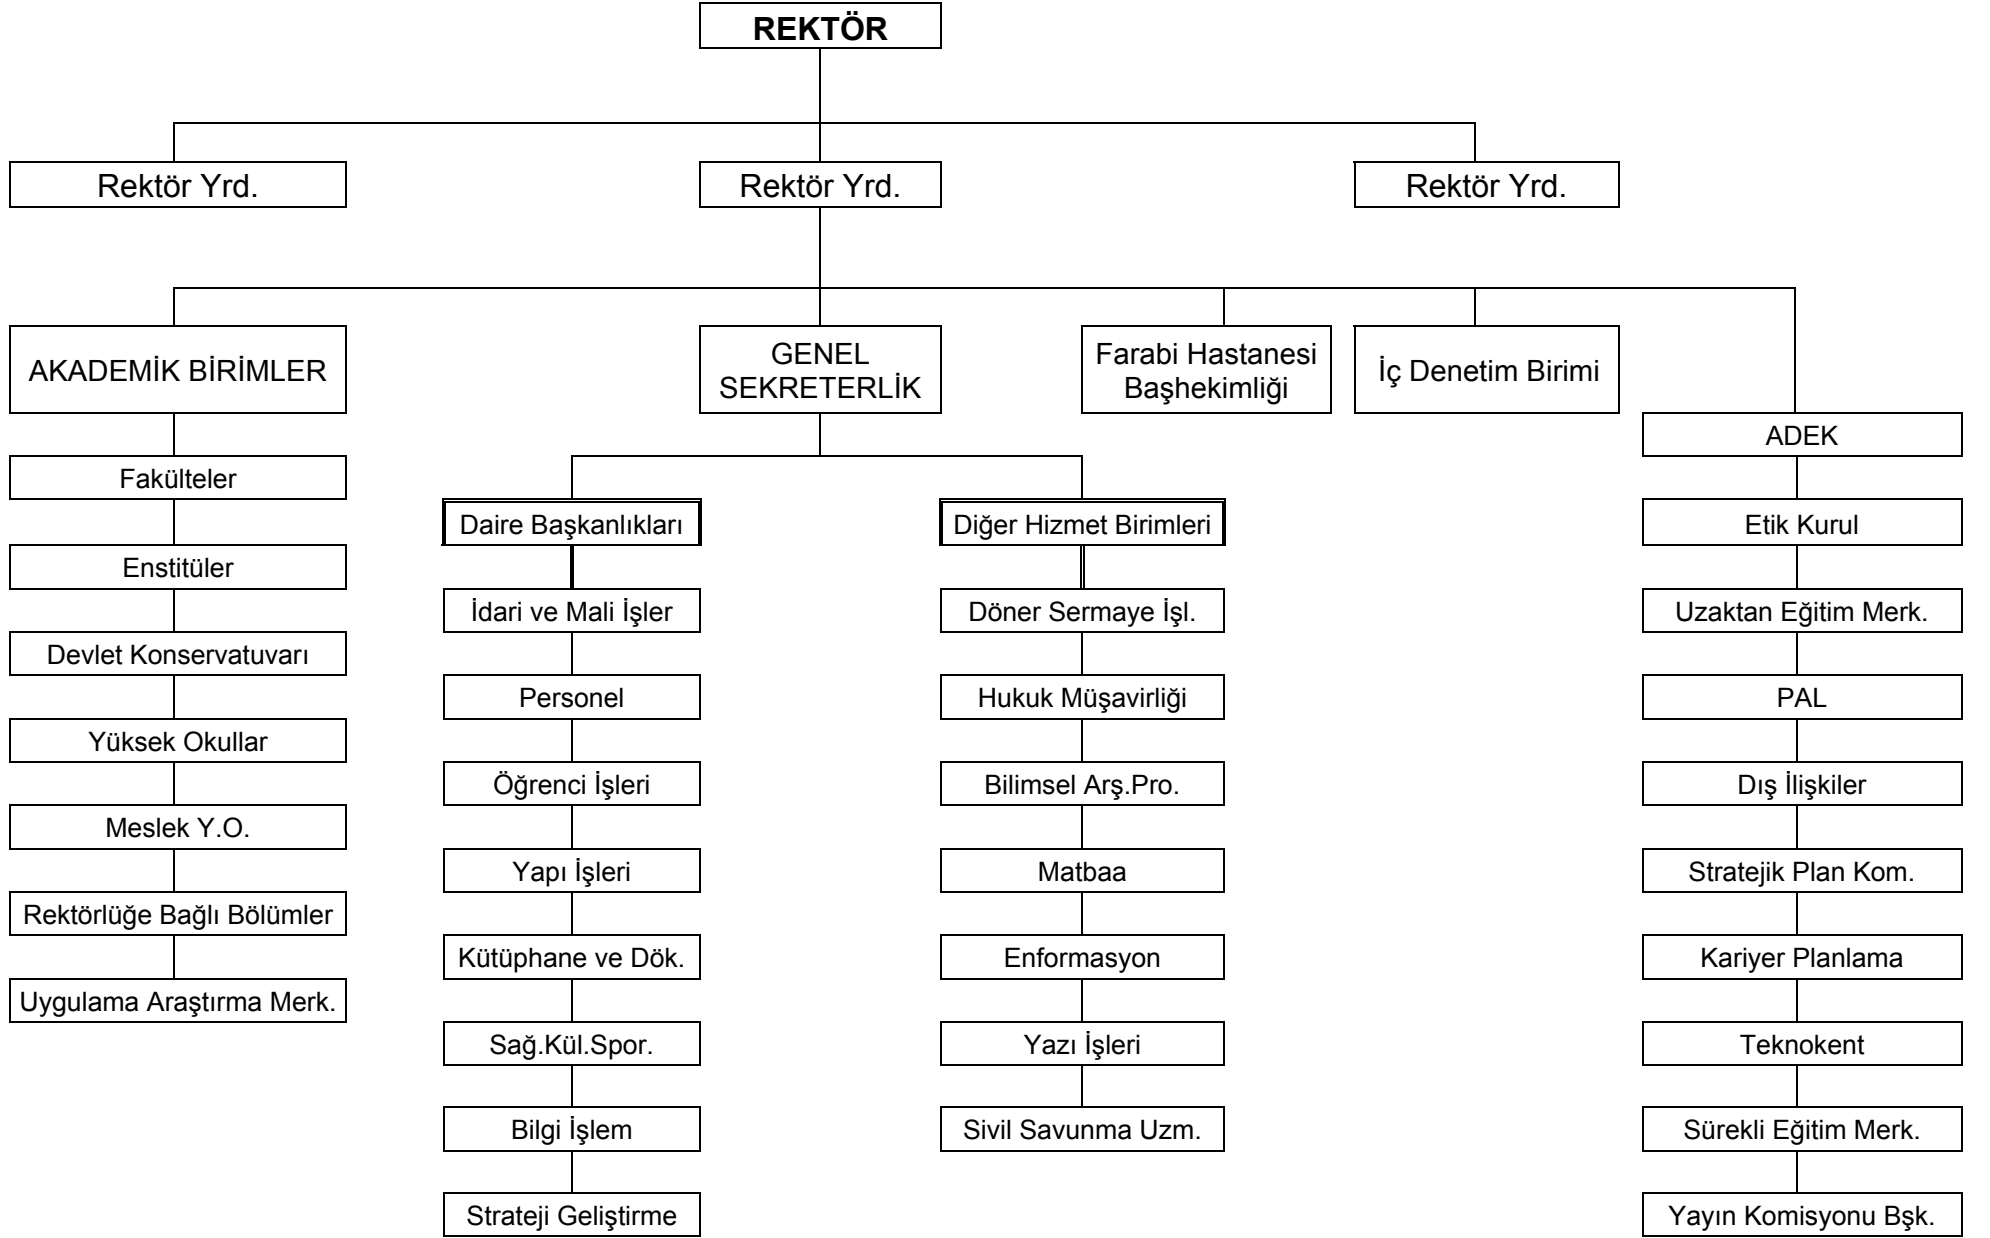 REKTÖR
Rektör Yrd.
Rektör Yrd.
Rektör Yrd.
AKADEMİK BİRİMLER
GENEL
SEKRETERLİK
Farabi Hastanesi
Başhekimliği
İç Denetim Birimi
Fakülteler
Enstitüler
Devlet Konservatuvarı
Yüksek Okullar
Meslek Y.O.
Rektörlüğe Bağlı Bölümler
Uygulama Araştırma Merk.
Daire Başkanlıkları
İdari ve Mali İşler
Personel
Öğrenci İşleri
Yapı İşleri
Kütüphane ve Dök.
Sağ.Kül.Spor.
Bilgi İşlem
Strateji Geliştirme
Diğer Hizmet Birimleri
Döner Sermaye İşl.
Hukuk Müşavirliği
Bilimsel Arş.Pro.
Matbaa
Enformasyon
Yazı İşleri
Sivil Savunma Uzm.
ADEK
Etik Kurul
Uzaktan Eğitim Merk.
PAL
Dış İlişkiler
Stratejik Plan Kom.
Kariyer Planlama
Teknokent
Sürekli Eğitim Merk.
Yayın Komisyonu Bşk.